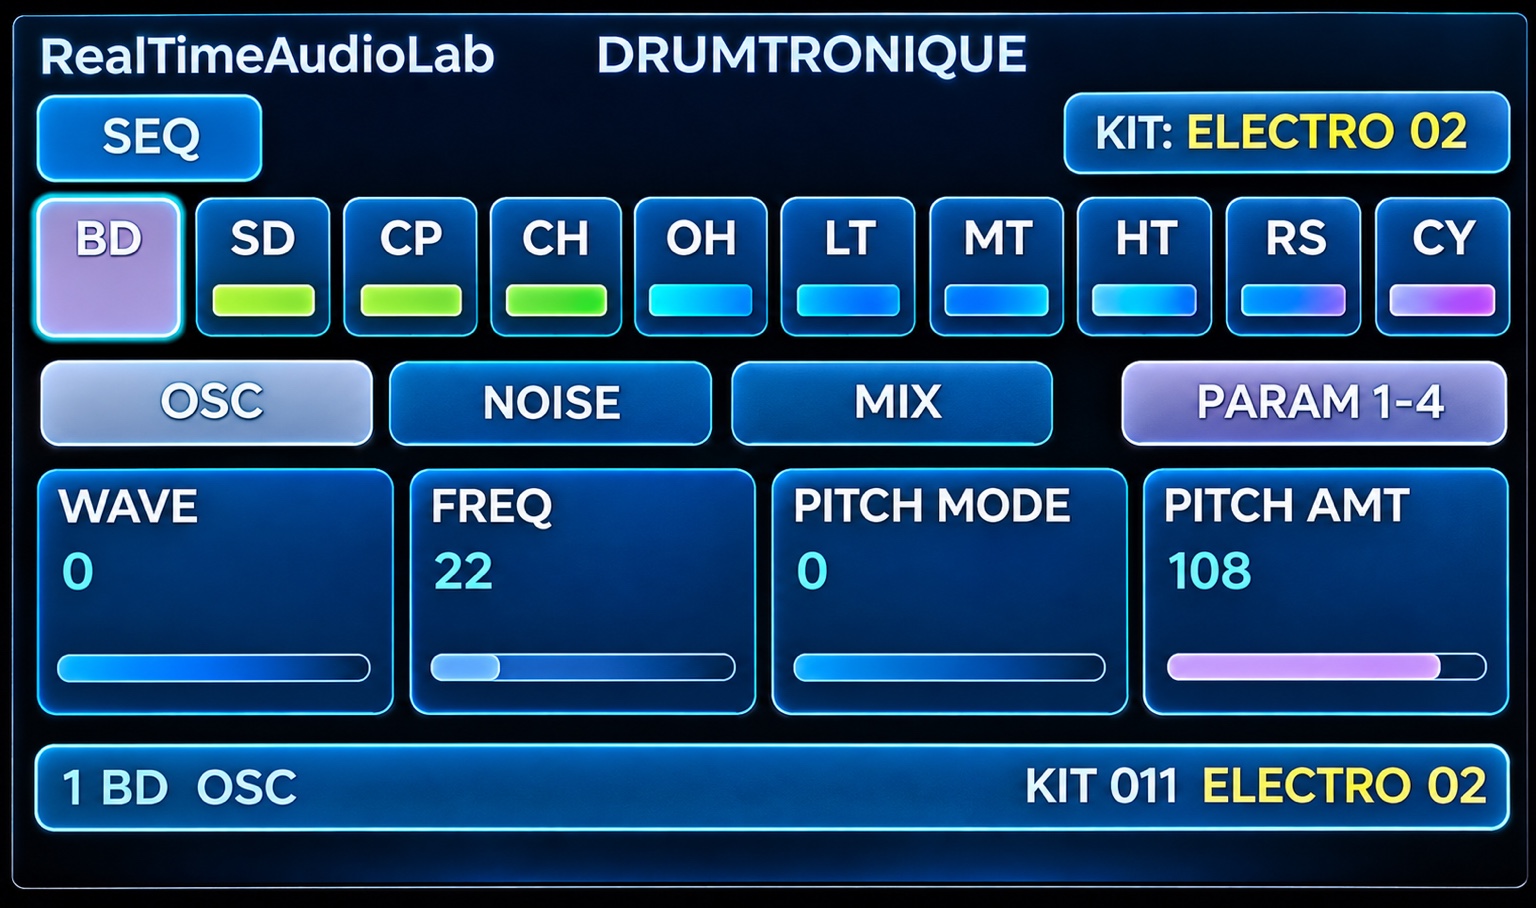 RealTimeAudioLab DRUMTRONIQUE
SEQ KIT: ELECTRO 02
BD SD CP CH OH LT MT HT RS CY
OSC NOISE MIX PARAM 1-4
WAVE FREQ PITCH MODE PITCH AMT
0 22 0 108
1 BD OSC KIT 011 ELECTRO 02